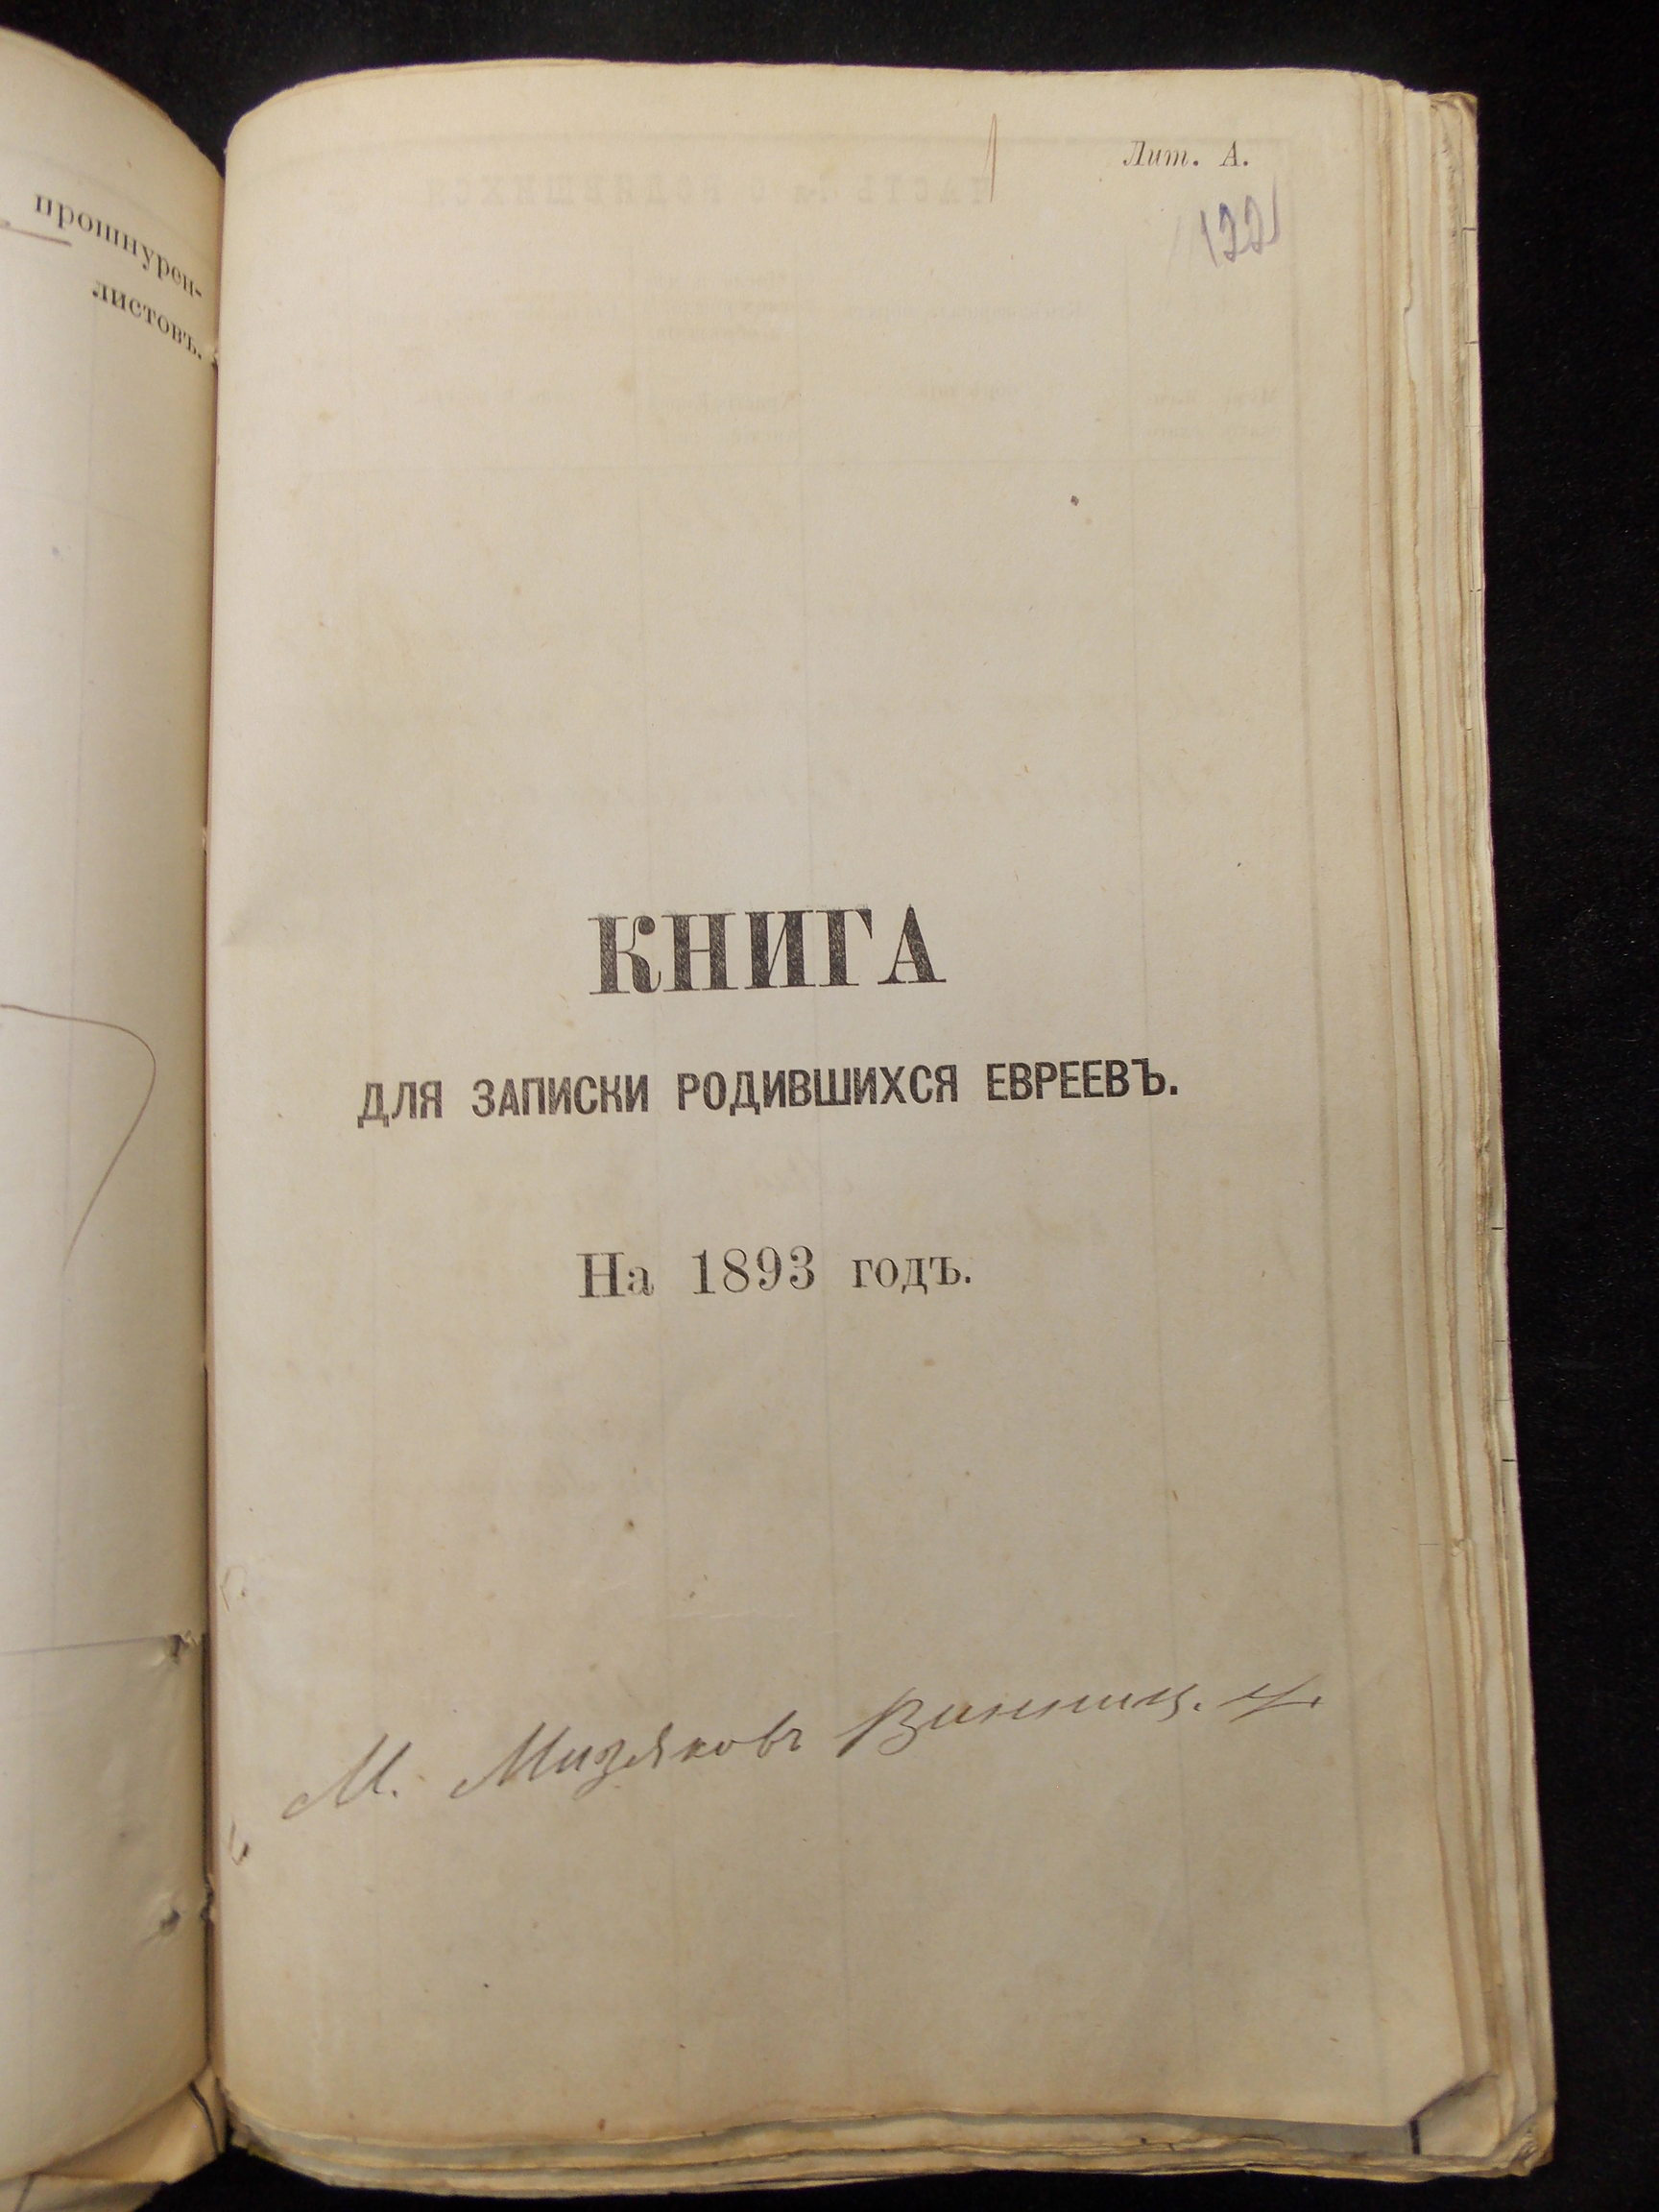 прошнурен-
листовъ.
Лит. А.
122
КНИГА
ДЛЯ ЗАПИСКИ РОДИВШИХСЯ ЕВРЕЕВЪ.
На 1893 годъ.
М. Мизяковъ Винниц. у.